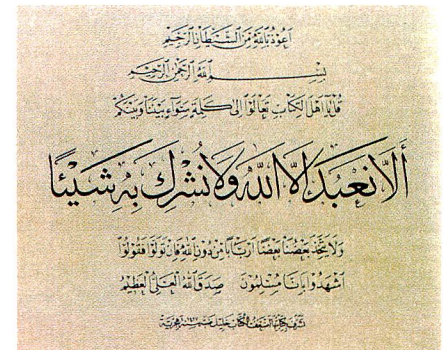 أعوذ بالله من الشيطان الرجيم
بسم الله الرحمن الرحيم
قل يا أهل الكتاب تعالوا إلى كلمة سواء بيننا وبينكم
ألا نعبد إلا الله ولا نشرك به شيئا
ولا يتخذ بعضنا بعضا أربابا من دون الله فإن تولوا فقولوا
اشهدوا بأنا مسلمون صدق الله العلي العظيم